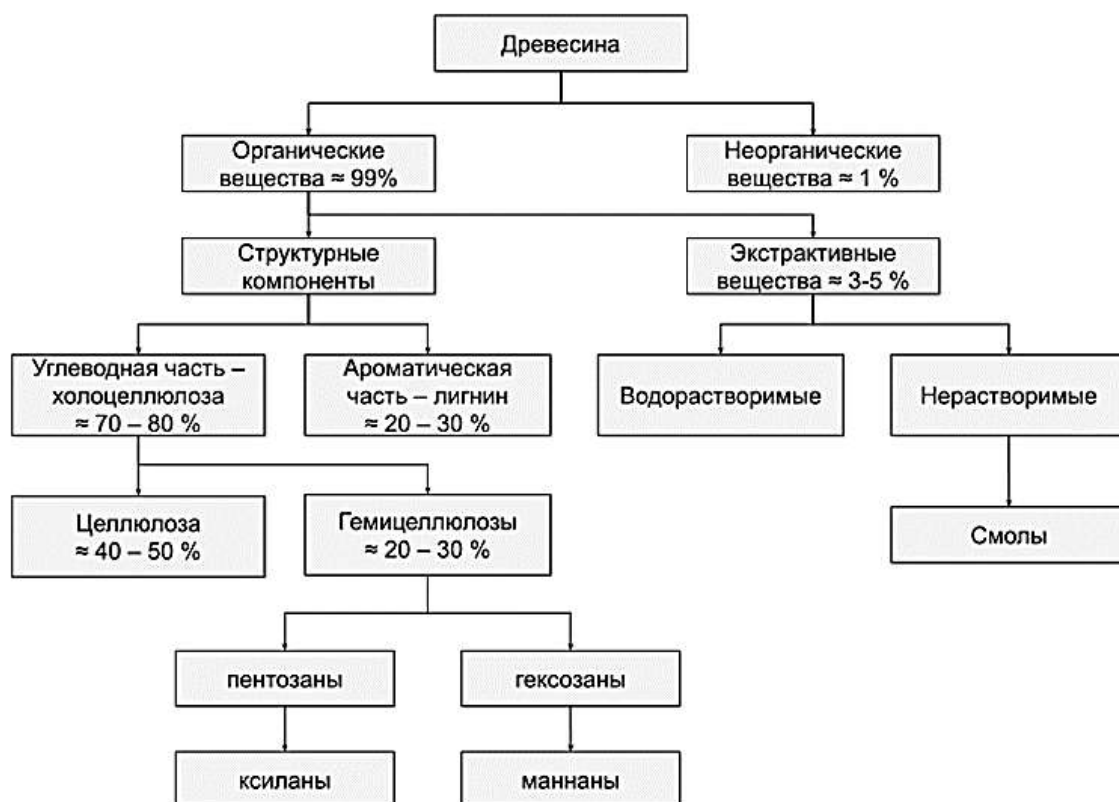 Древесина
Органические
вещества ≈ 99%
Неорганические
вещества ≈ 1 %
Структурные
компоненты
Экстрактивные
вещества ≈ 3-5 %
Углеводная часть –
холоцеллюлоза
≈ 70 – 80 %
Ароматическая
часть – лигнин
≈ 20 – 30 %
Водорастворимые
Нерастворимые
Целлюлоза
≈ 40 – 50 %
Гемицеллюлозы
≈ 20 – 30 %
Смолы
пентозаны
гексозаны
ксиланы
маннаны